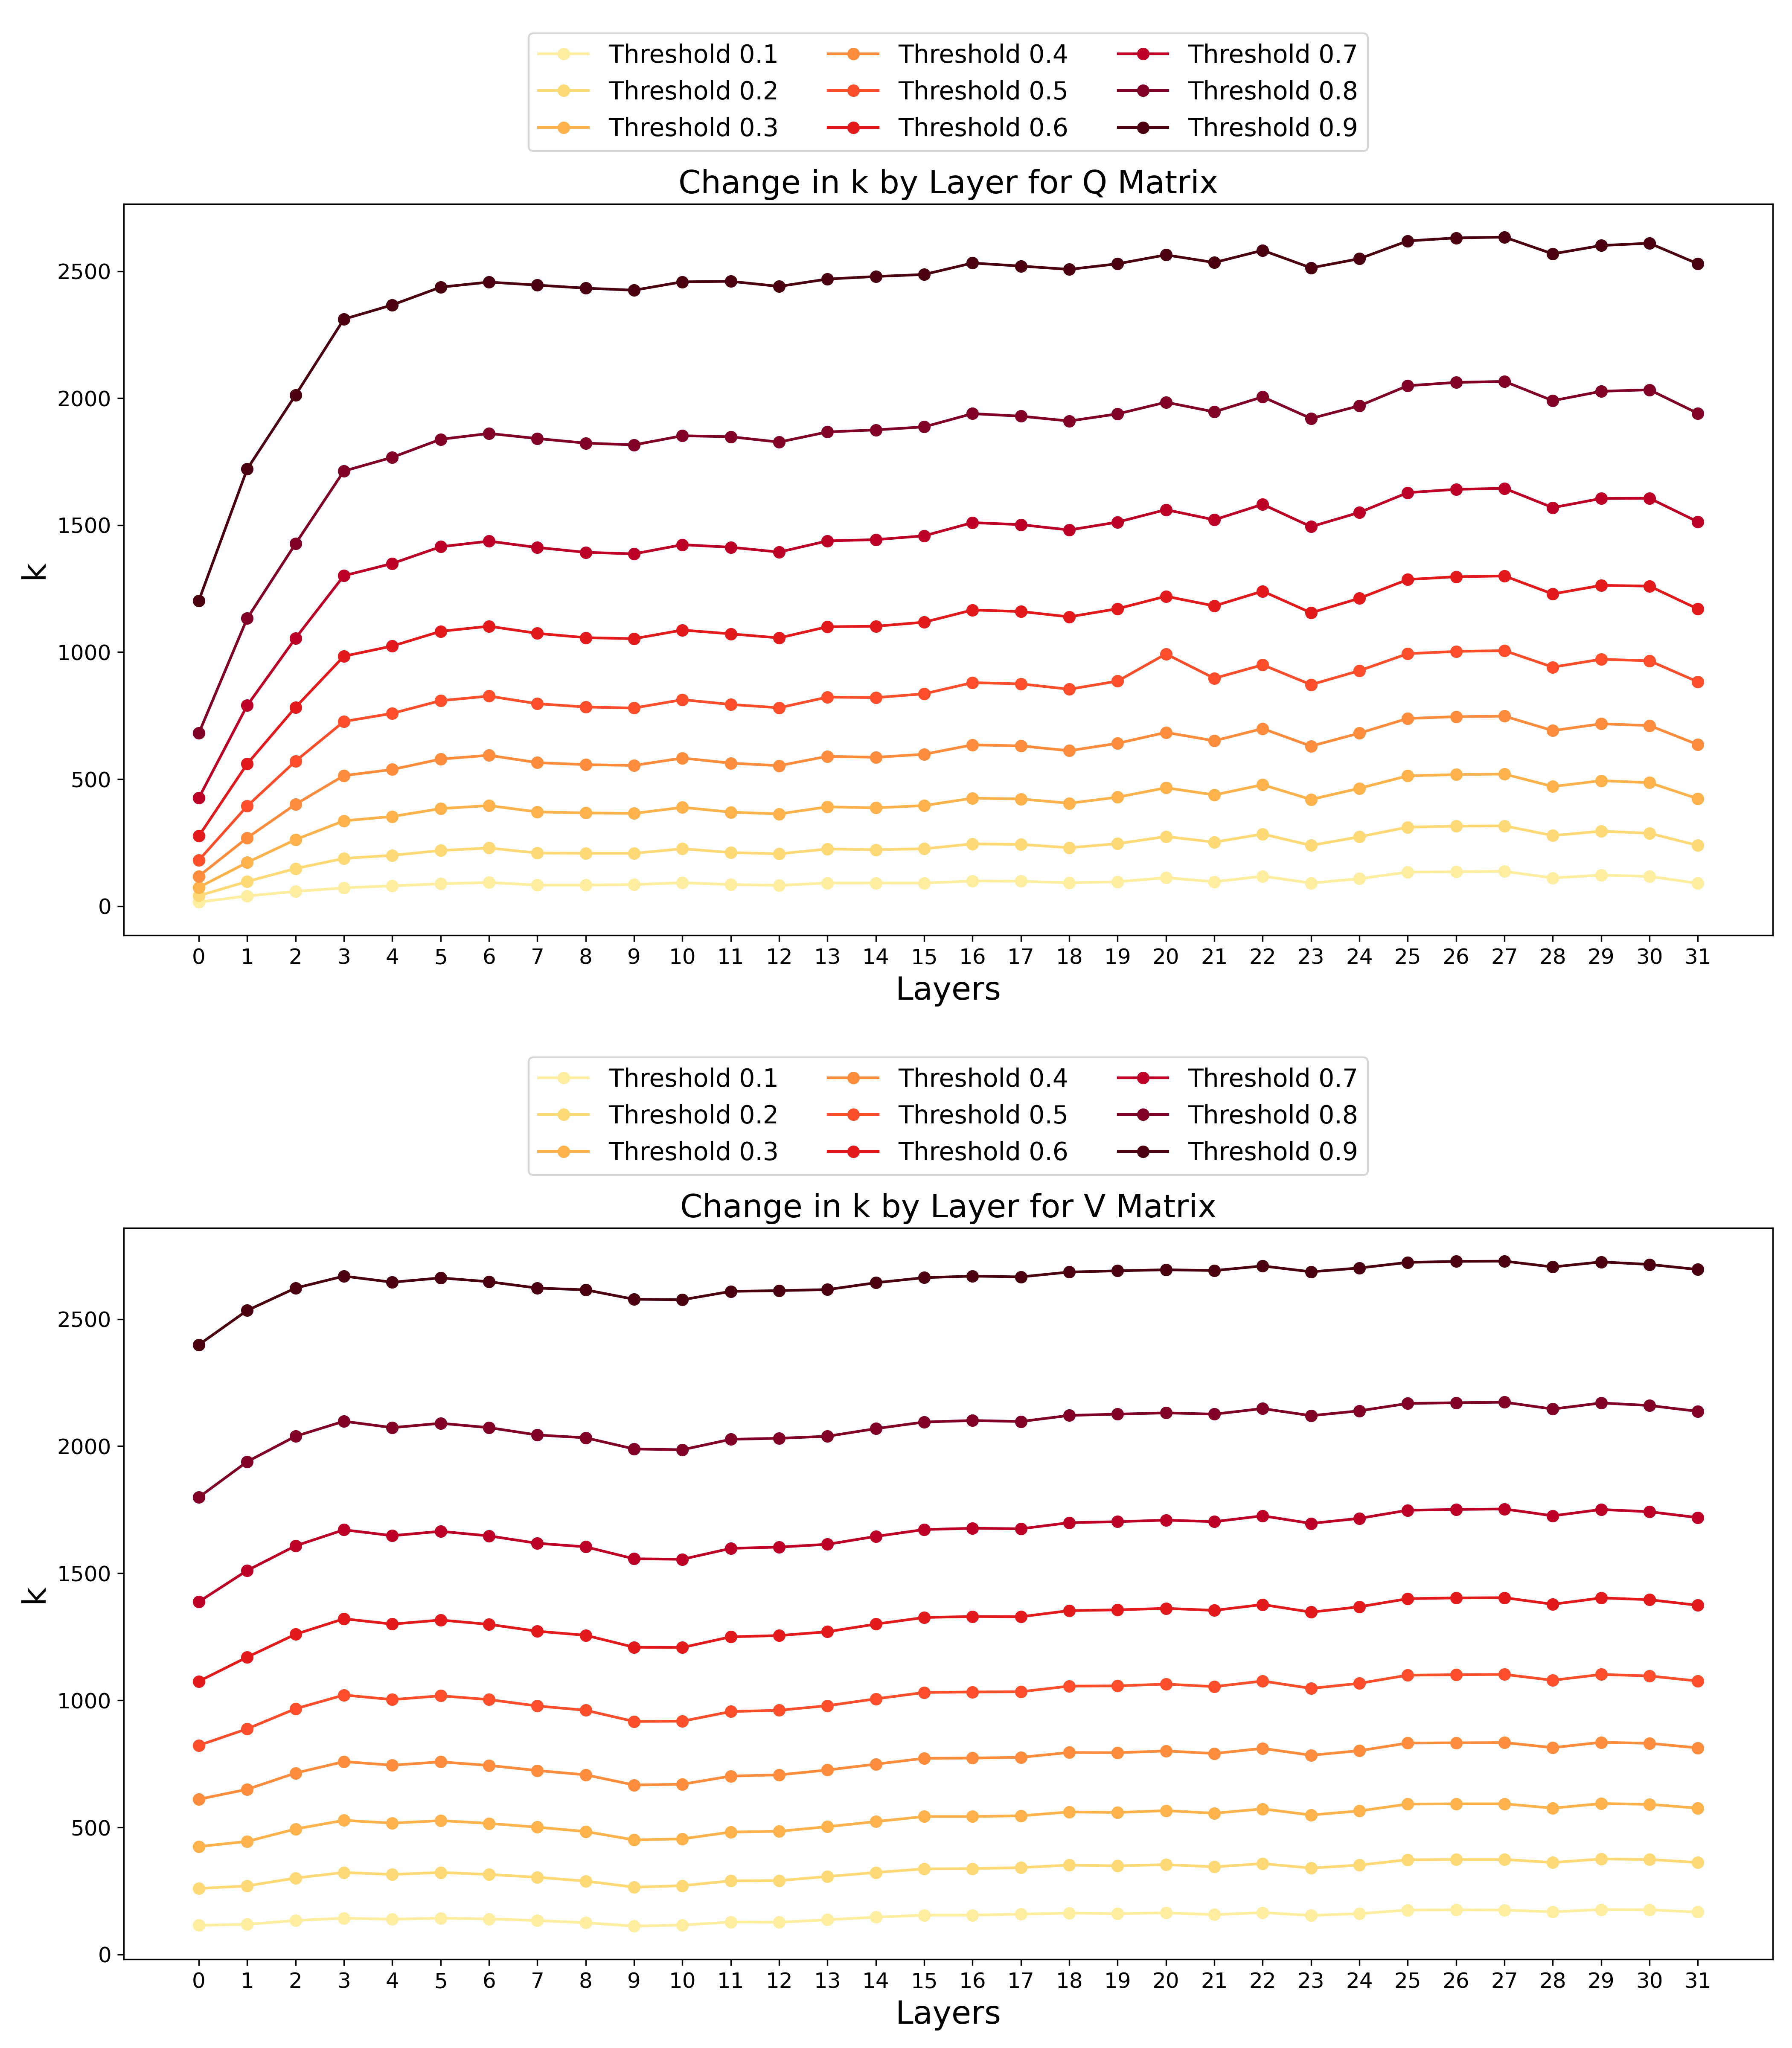 Threshold 0.1 Threshold 0.4 Threshold 0.7
Threshold 0.2 Threshold 0.5 Threshold 0.8
Threshold 0.3 Threshold 0.6 Threshold 0.9
Change in k by Layer for Q Matrix
2500
2000
1500
1000
500
0
k
0 1 2 3 4 5 6 7 8 9 10 11 12 13 14 15 16 17 18 19 20 21 22 23 24 25 26 27 28 29 30 31
Layers
Threshold 0.1 Threshold 0.4 Threshold 0.7
Threshold 0.2 Threshold 0.5 Threshold 0.8
Threshold 0.3 Threshold 0.6 Threshold 0.9
Change in k by Layer for V Matrix
2500
2000
1500
1000
500
0
k
0 1 2 3 4 5 6 7 8 9 10 11 12 13 14 15 16 17 18 19 20 21 22 23 24 25 26 27 28 29 30 31
Layers